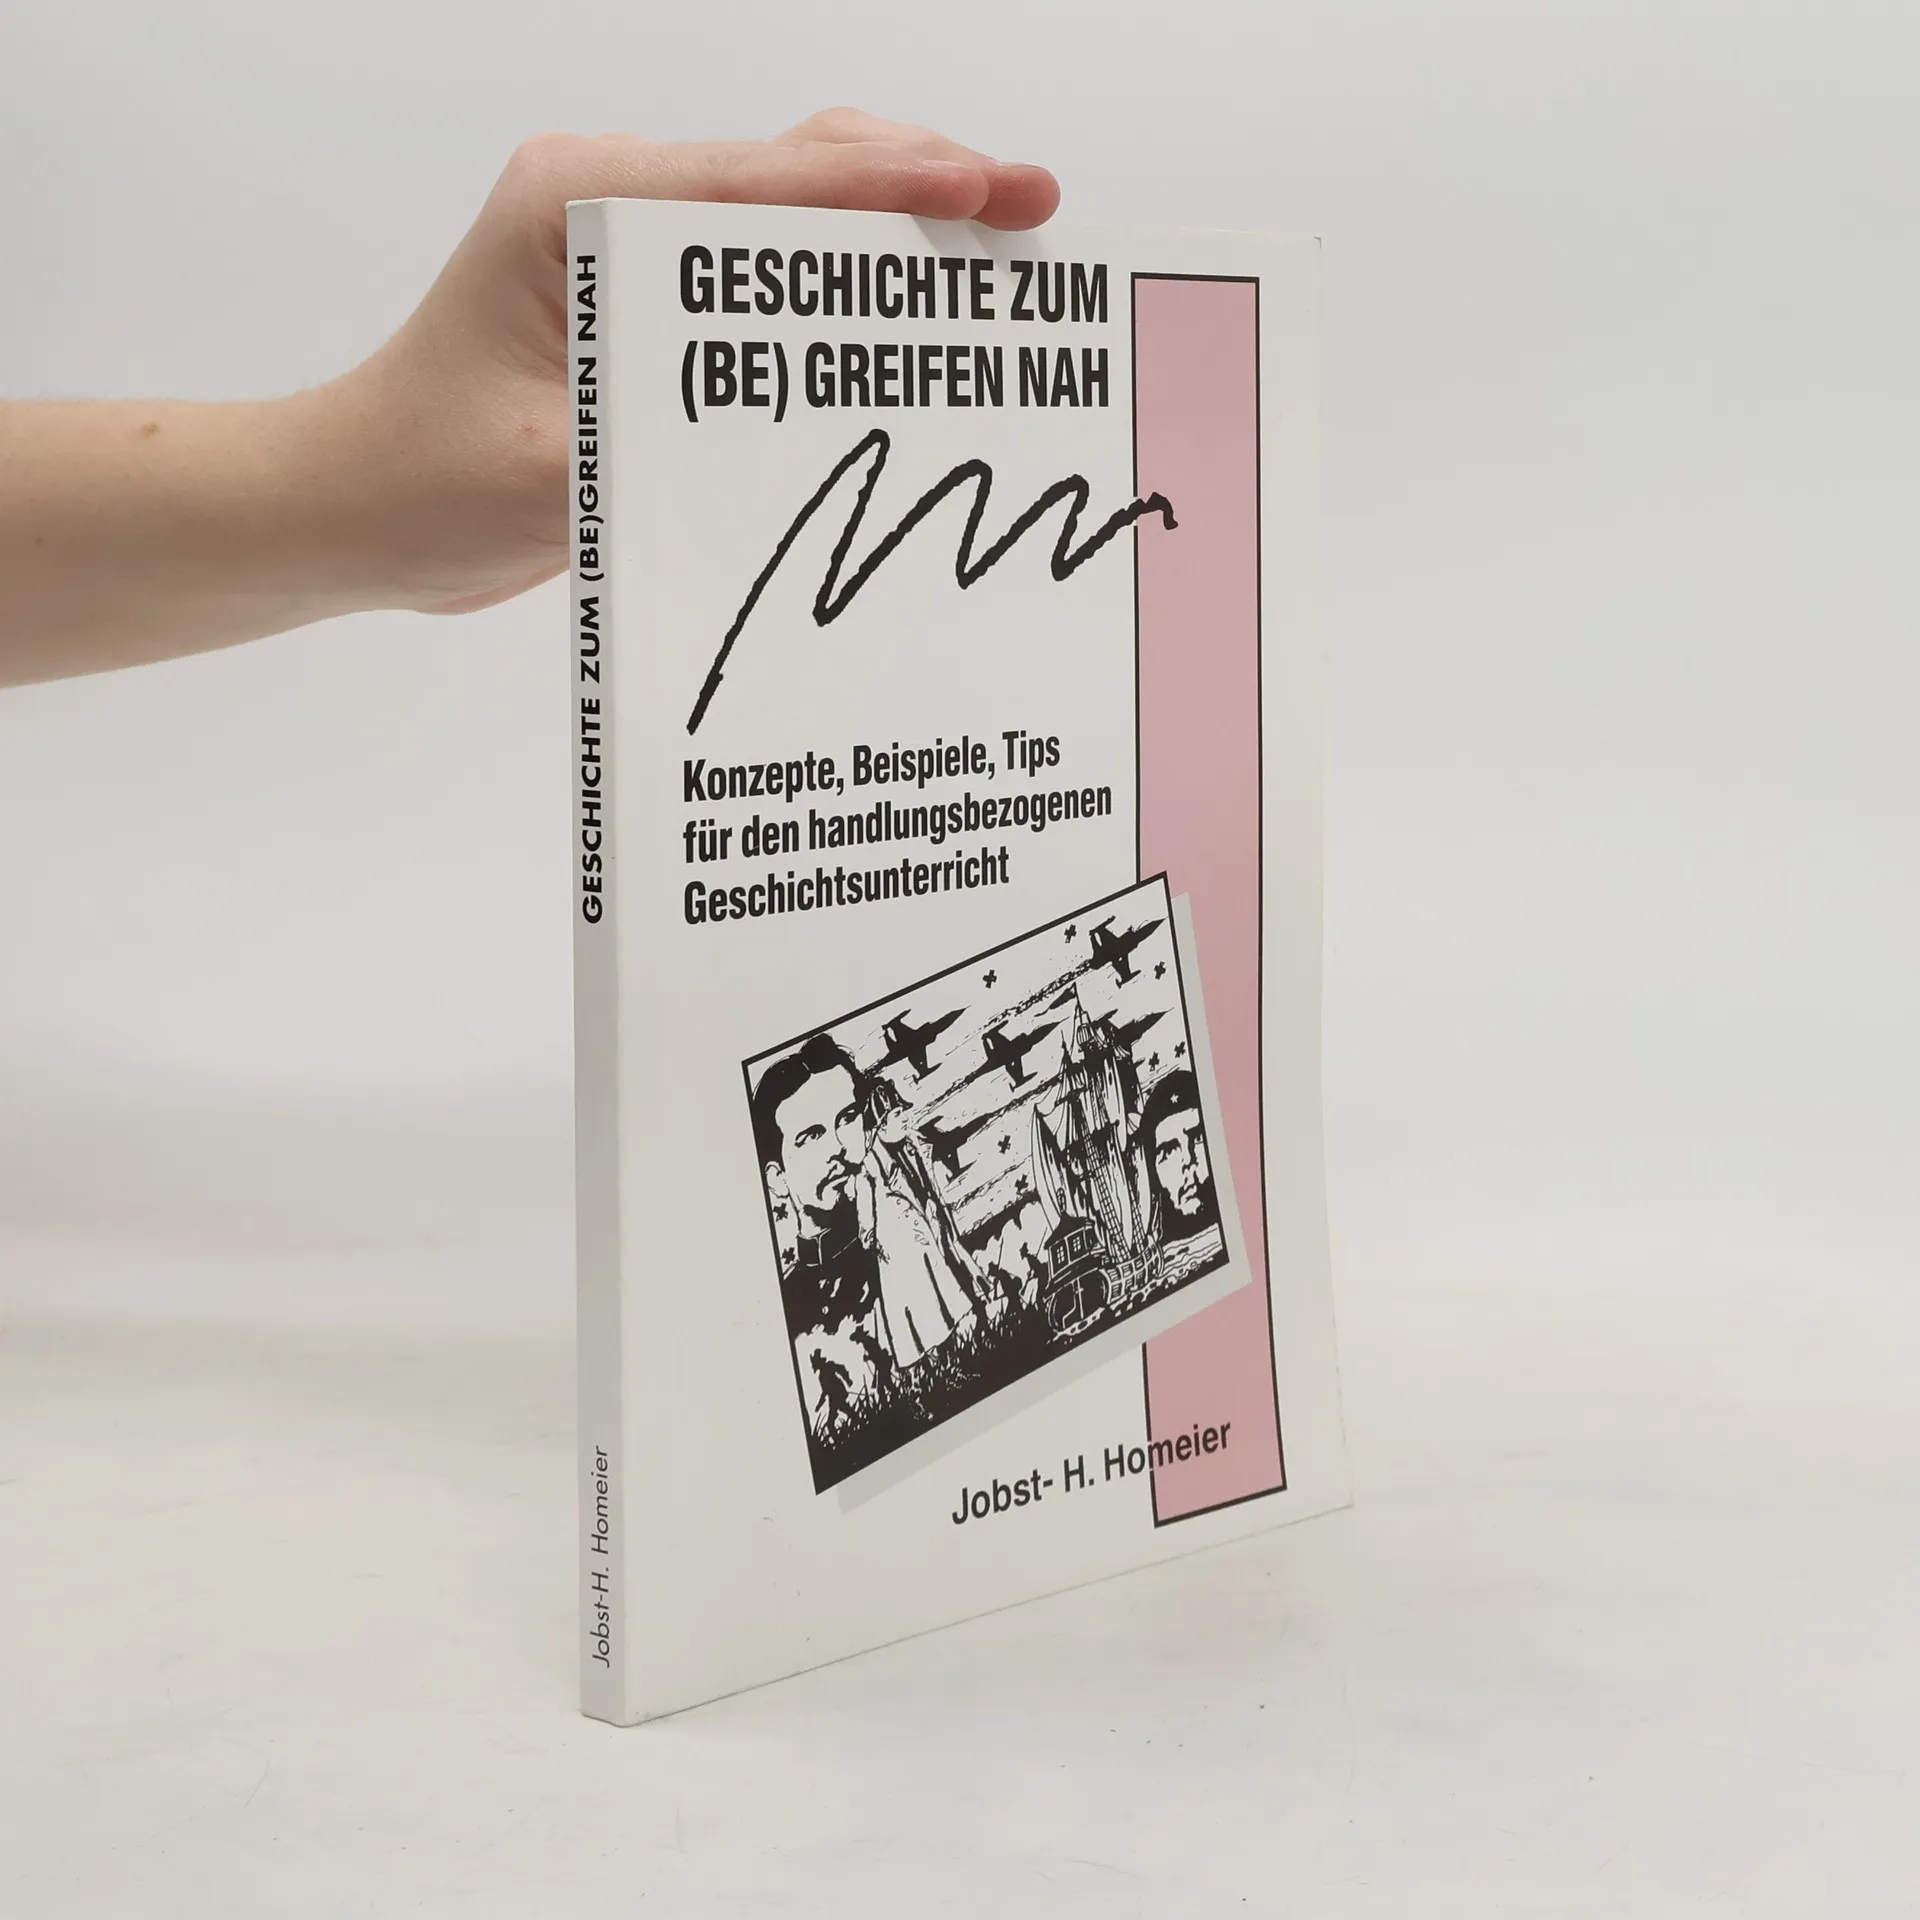 GESCHICHTE ZUM (BE)GREIFEN NAH
Jobst-H. Homeier
GESCHICHTE ZUM
(BE) GREIFEN NAH
Konzepte, Beispiele, Tips
für den handlungsbezogenen
Geschichtsunterricht
Jobst- H. Homeier